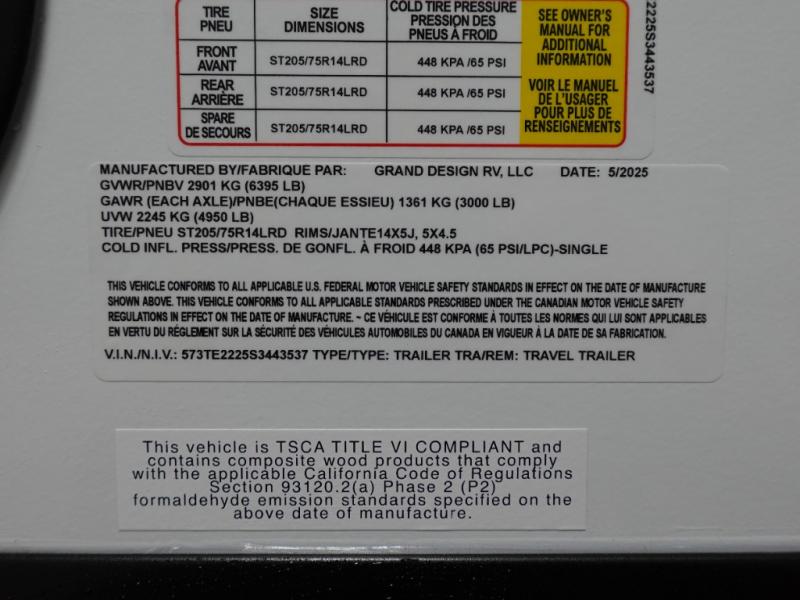 TIRE SIZE COLD TIRE PRESSURE
PNEU DIMENSIONS PRESSION DES
PNEUS À FROID
FRONT
AVANT ST205/75R14LRD 448 KPA /65 PSI
REAR
ARRIÈRE ST205/75R14LRD 448 KPA /65 PSI
SPARE
DE SECOURS ST205/75R14LRD 448 KPA /65 PSI
SEE OWNER'S
MANUAL FOR
ADDITIONAL
INFORMATION
VOIR LE MANUEL
DE L'USAGER
POUR PLUS DE
RENSEIGNEMENTS
2225S3443537
MANUFACTURED BY/FABRIQUE PAR: GRAND DESIGN RV, LLC DATE: 5/2025
GVWR/PNBV 2901 KG (6395 LB)
GAWR (EACH AXLE)/PNBE(CHAQUE ESSIEU) 1361 KG (3000 LB)
UVW 2245 KG (4950 LB)
TIRE/PNEU ST205/75R14LRD RIMS/JANTE14X5J, 5X4.5
COLD INFL. PRESS/PRESS. DE GONFL. À FROID 448 KPA (65 PSI/LPC)-SINGLE
THIS VEHICLE CONFORMS TO ALL APPLICABLE U.S. FEDERAL MOTOR VEHICLE SAFETY STANDARDS IN EFFECT ON THE DATE OF MANUFACTURE
SHOWN ABOVE. THIS VEHICLE CONFORMS TO ALL APPLICABLE STANDARDS PRESCRIBED UNDER THE CANADIAN MOTOR VEHICLE SAFETY
REGULATIONS IN EFFECT ON THE DATE OF MANUFACTURE. ~ CE VÉHICULE EST CONFORME À TOUTES LES NORMES QUI LUI SONT APPLICABLES
EN VERTU DU RÉGLEMENT SUR LA SÉCURITÉ DES VÉHICULES AUTOMOBILES DU CANADA EN VIGUEUR À LA DATE DE SA FABRICATION.
V.I.N./N.I.V.: 573TE2225S3443537 TYPE/TYPE: TRAILER TRA/REM: TRAVEL TRAILER
This vehicle is TSCA TITLE VI COMPLIANT and
contains composite wood products that comply
with the applicable California Code of Regulations
Section 93120.2(a) Phase 2 (P2)
formaldehyde emission standards specified on the
above date of manufacture.